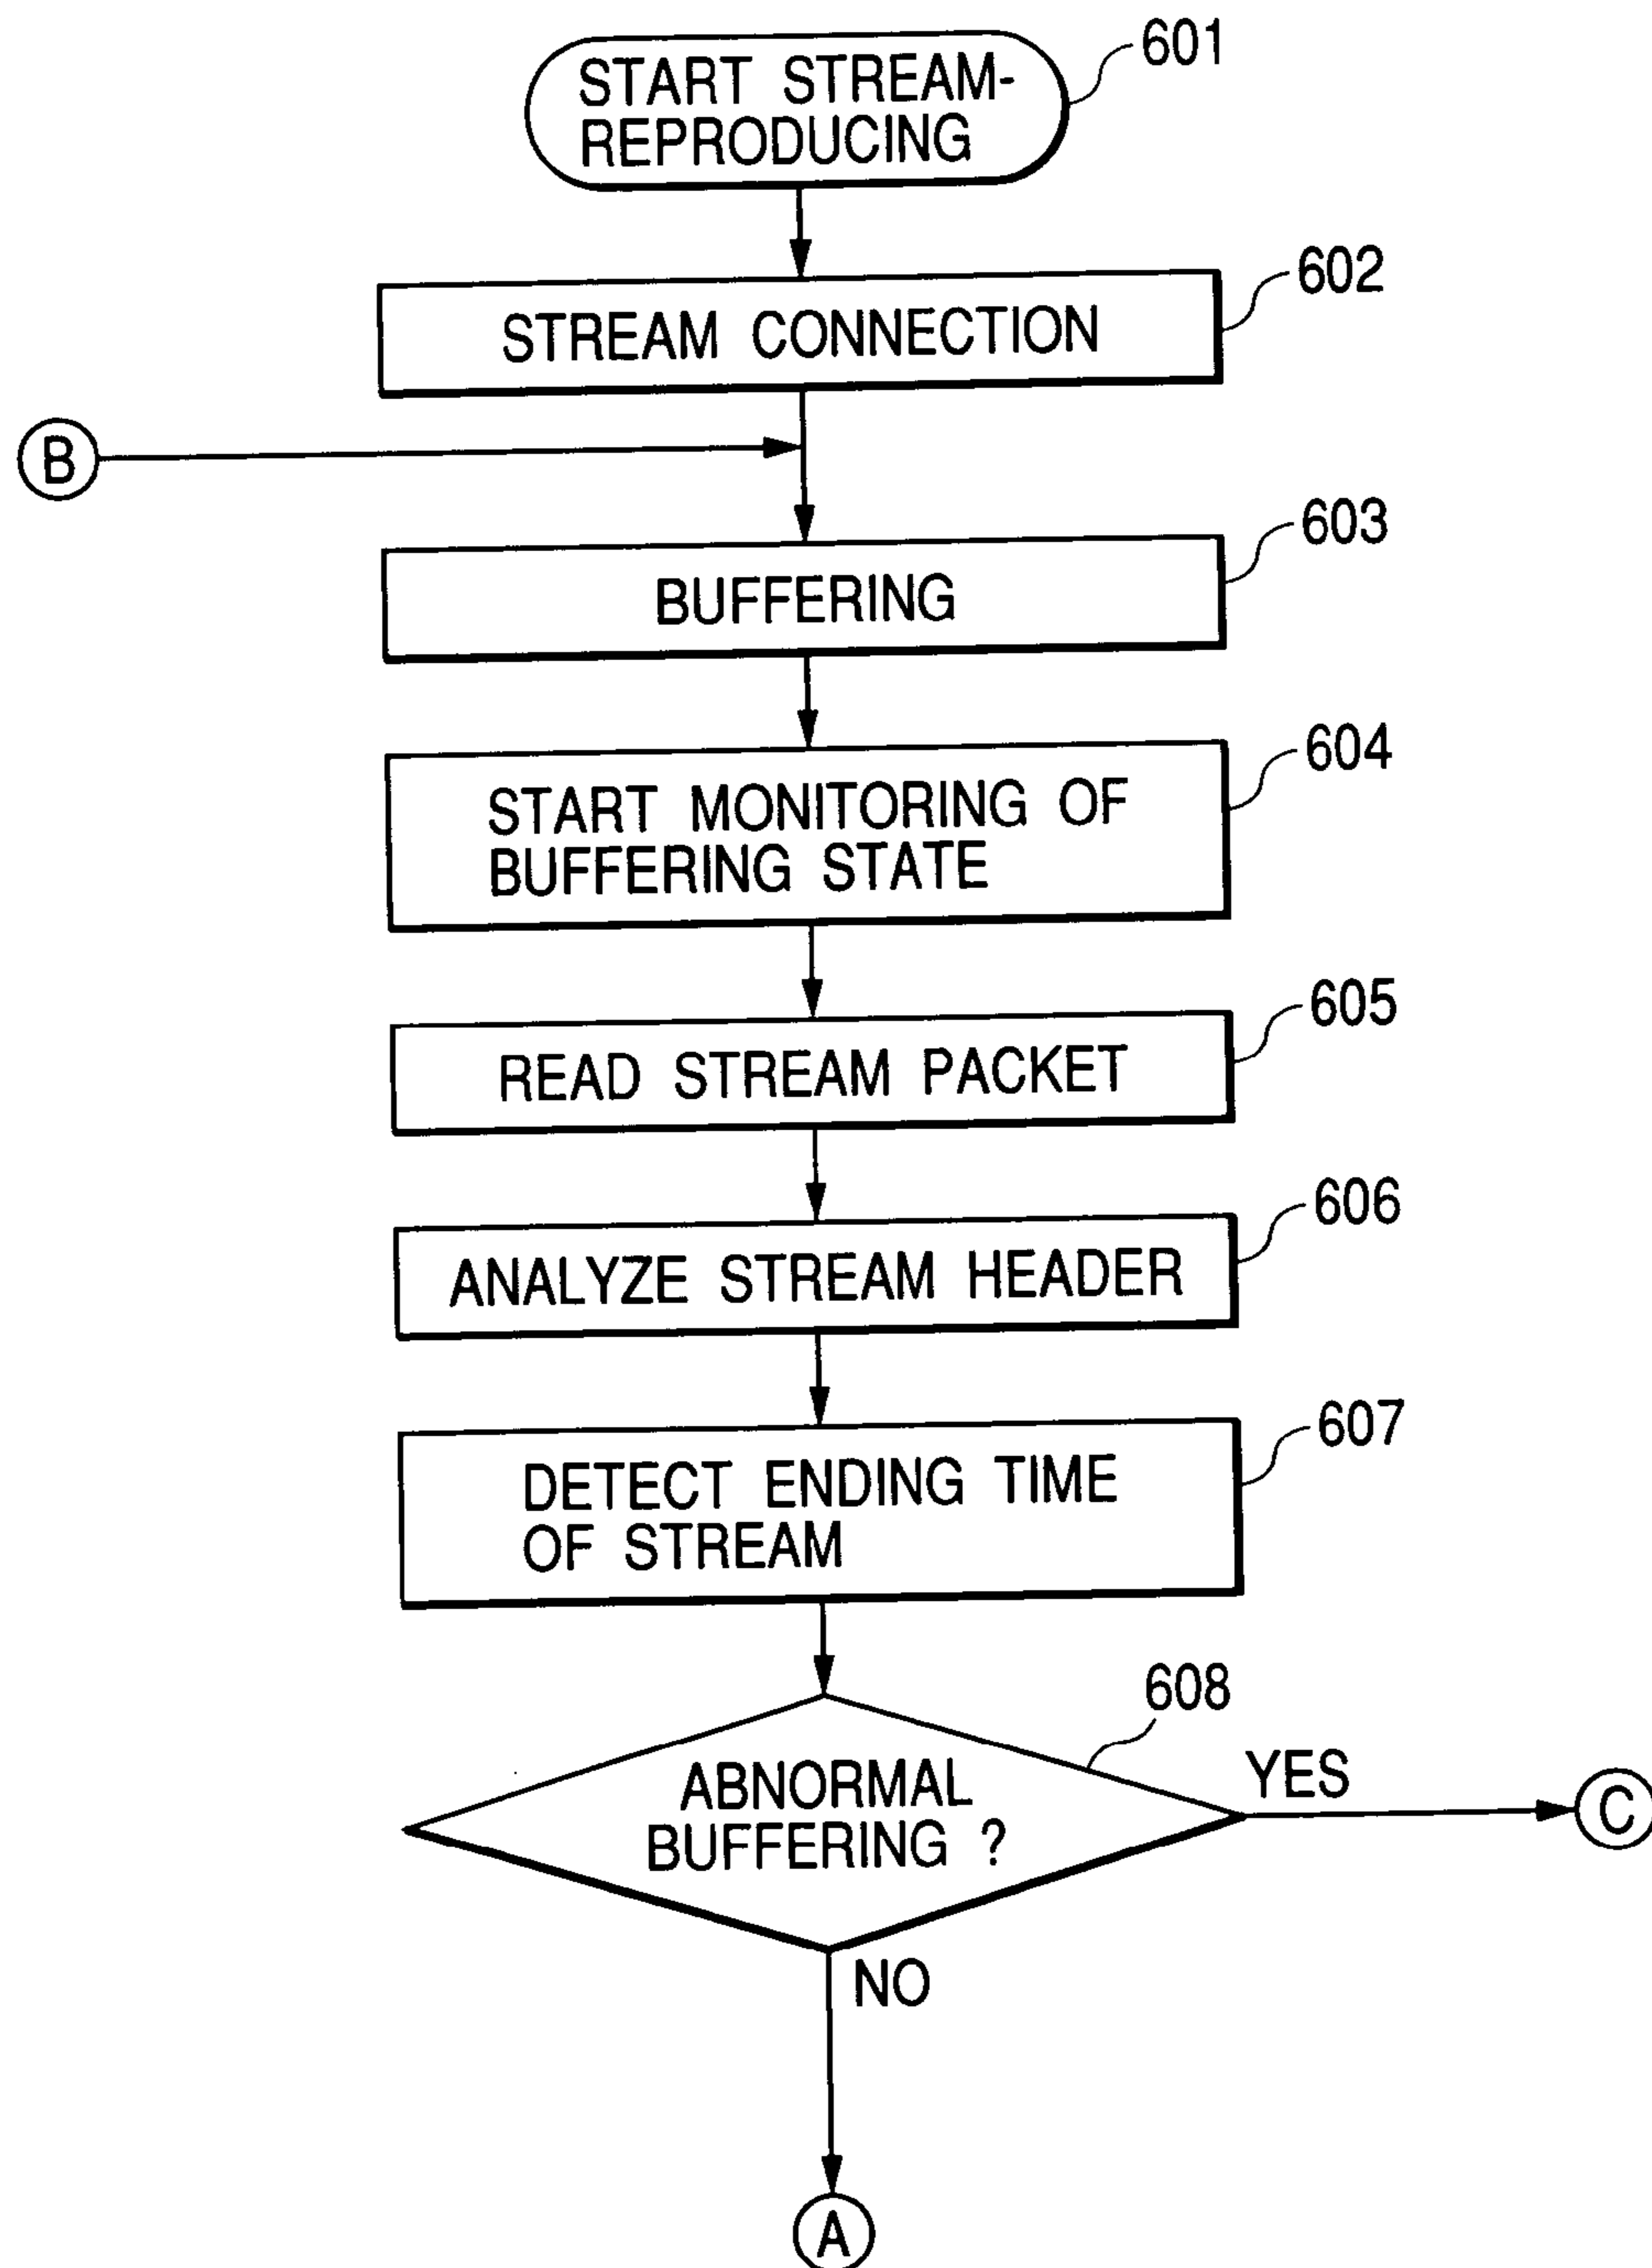 START STREAM-
REPRODUCING
601
STREAM CONNECTION
602
B
BUFFERING
603
START MONITORING OF
BUFFERING STATE
604
READ STREAM PACKET
605
ANALYZE STREAM HEADER
606
DETECT ENDING TIME
OF STREAM
607
608
ABNORMAL
BUFFERING ?
YES
C
NO
A